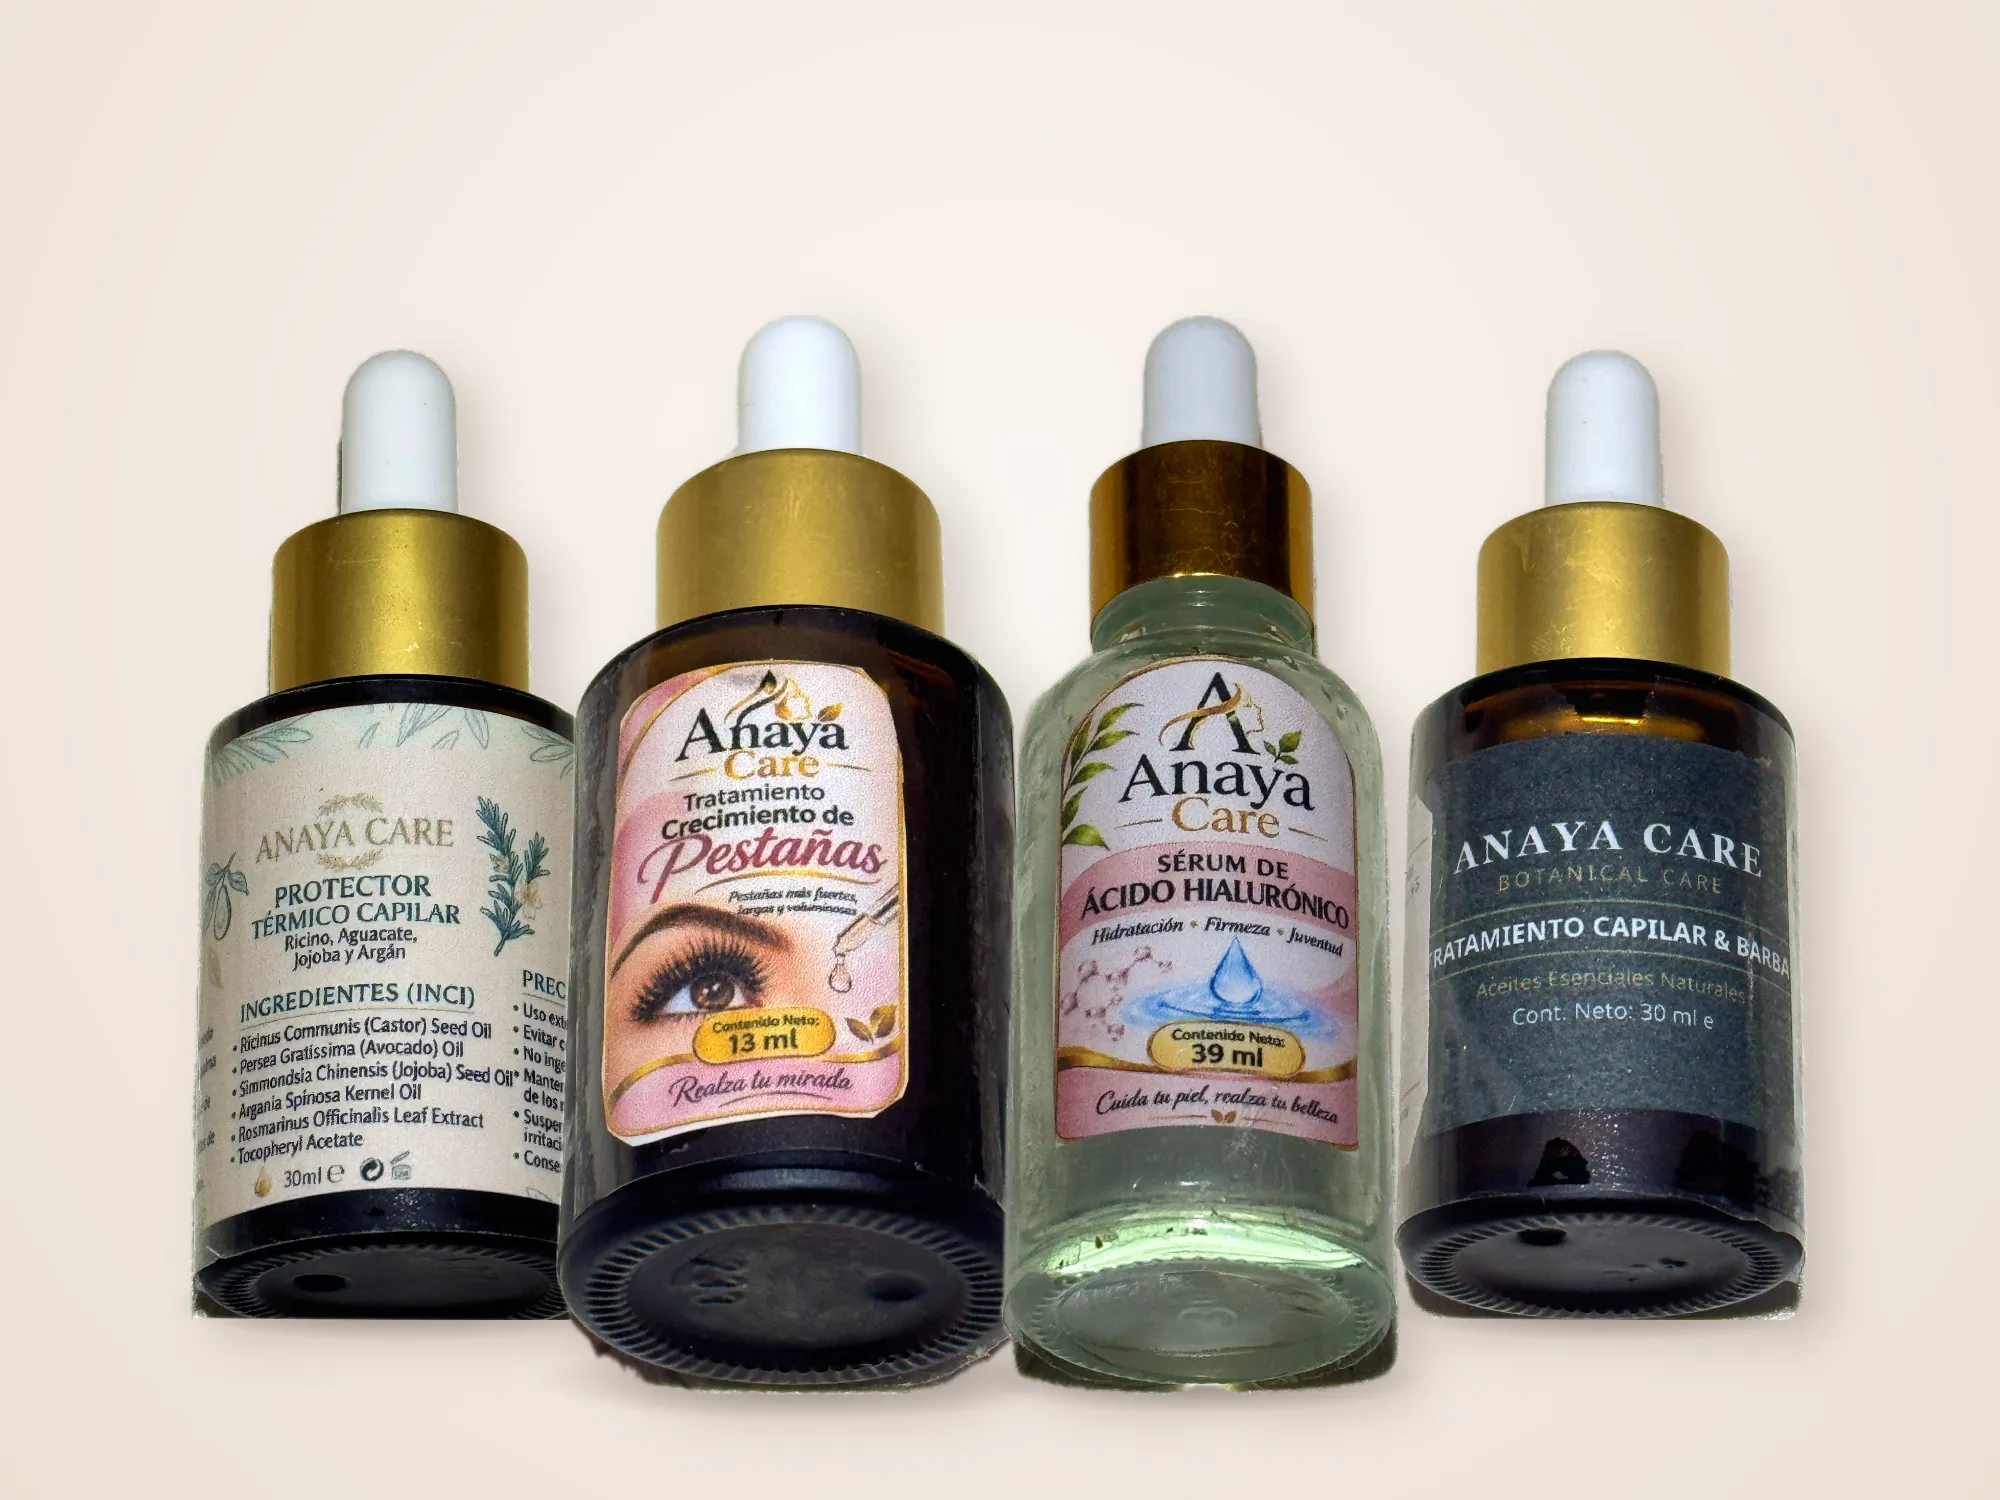 ANAYA CARE
PROTECTOR
TÉRMICO CAPILAR
Ricino, Aguacate,
Jojoba y Argán
INGREDIENTES (INCI)
• Ricinus Communis (Castor) Seed Oil
• Persea Gratissima (Avocado) Oil
• Simmondsia Chinensis (Jojoba) Seed Oil
• Argania Spinosa Kernel Oil
• Rosmarinus Officinalis Leaf Extract
• Tocopheryl Acetate
30ml ℮
PREC
• Uso ext
• Evitar c
• No inge
• Manter
de los
• Susper
irritaci
• Conse
Anaya
Care
Tratamiento
Crecimiento de
Pestañas
Pestañas más fuertes,
largas y voluminosas
Contenido Neto:
13 ml
Realza tu mirada
A
Anaya
Care
SÉRUM DE
ÁCIDO HIALURÓNICO
Hidratación • Firmeza • Juventud
Contenido Neto:
39 ml
Cuida tu piel, realza tu belleza
ANAYA CARE
BOTANICAL CARE
TRATAMIENTO CAPILAR & BARBA
Aceites Esenciales Naturales
Cont. Neto: 30 ml e